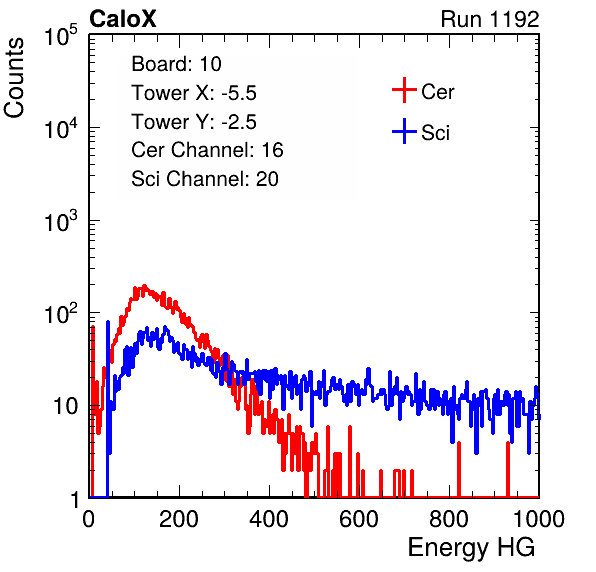 CaloX Run 1192
Counts
Board: 10
Tower X: -5.5
Tower Y: -2.5
Cer Channel: 16
Sci Channel: 20
Cer
Sci
10^5
10^4
10^3
10^2
10
1
0 200 400 600 800 1000
Energy HG